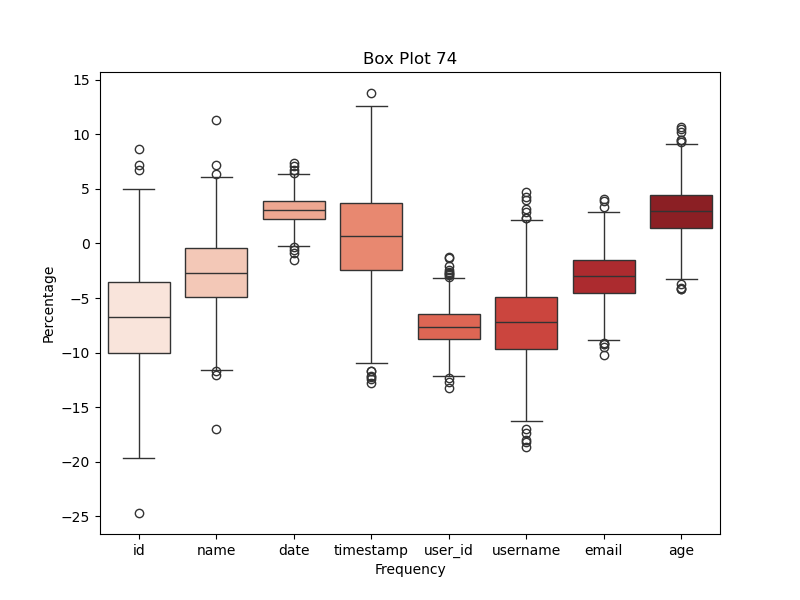 Box Plot 74
15
10
5
0
−5
−10
−15
−20
−25
Percentage
id name date timestamp user_id username email age
Frequency